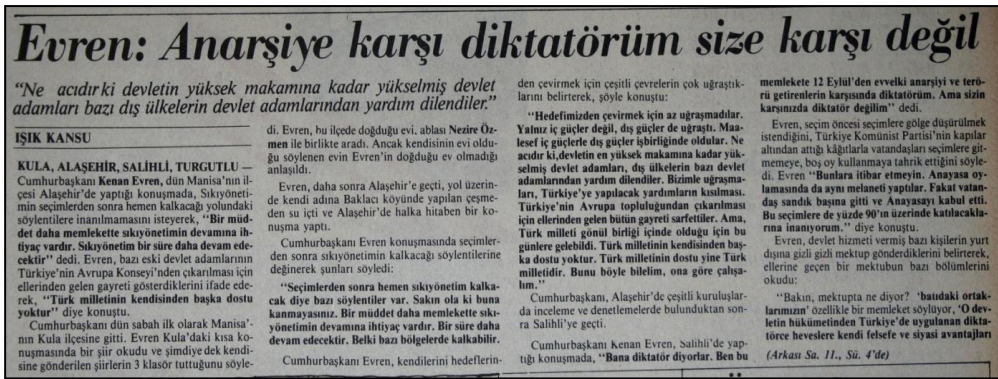 Evren: Anarşiye karşı diktatörüm size karşı değil
"Ne acıdır ki devletin yüksek makamına kadar yükselmiş devlet
adamları bazı dış ülkelerin devlet adamlarından yardım dilendiler."
IŞIK KANSU
KULA, ALAŞEHİR, SALİHLİ, TURGUTLU —
Cumhurbaşkanı Kenan Evren, dün Manisa'nın il-
çesi Alaşehir'de yaptığı konuşmada, Sıkıyöneti-
min seçimlerden sonra hemen kalkacağı yolundaki
söylentilere inanılmamasını isteyerek, "Bir müd-
det daha memlekette sıkıyönetimin devamına ih-
tiyaç vardır. Sıkıyönetim bir süre daha devam ede-
cektir" dedi. Evren, bazı eski devlet adamlarının
Türkiye'nin Avrupa Konseyi'nden çıkarılması için
ellerinden gelen gayreti gösterdiklerini ifade ede-
rek, "Türk milletinin kendisinden başka dostu
yoktur" diye konuştu.
Cumhurbaşkanı dün sabah ilk olarak Manisa'-
nın Kula ilçesine gitti. Evren Kula'daki kısa ko-
nuşmasında bir şiir okudu ve şimdiye dek kendi-
sine gönderilen şiirlerin 3 klasör tuttuğunu söyle-
di. Evren, bu ilçede doğduğu evi, ablası Nezire Öz-
men ile birlikte aradı. Ancak kendisinin evi oldu-
ğu söylenen evin Evren'in doğduğu ev olmadığı
anlaşıldı.
Evren, daha sonra Alaşehir'e geçti, yol üzerin-
de kendi adına Baklacı köyünde yapılan çeşme-
den su içti ve Alaşehir'de halka hitaben bir ko-
nuşma yaptı.
Cumhurbaşkanı Evren konuşmasında seçimler-
den sonra sıkıyönetimin kalkacağı söylentilerine
değinerek şunları söyledi:
"Seçimlerden sonra hemen sıkıyönetim kalka-
cak diye bazı söylentiler var. Sakın ola ki buna
kanmayasınız. Bir müddet daha memlekette sıkı-
yönetimin devamına ihtiyaç vardır. Bir süre daha
devam edecektir. Belki bazı bölgelerde kalkabilir.
Cumhurbaşkanı Evren, kendilerini hedeflerin-
den çevirmek için çeşitli çevrelerin çok uğraştık-
larını belirterek, şöyle konuştu:
"Hedefimizden çevirmek için az uğraşmadılar.
Yalnız iç güçler değil, dış güçler de uğraştı. Maa-
lesef iç güçlerle dış güçler işbirliğinde oldular. Ne
acıdır ki,devletin en yüksek makamına kadar yük-
selmiş devlet adamları, dış ülkelerin bazı devlet
adamlarından yardım dilendiler. Bizimle uğraşma-
ları, Türkiye'ye yapılacak yardımların kısılması.
Türkiye'nin Avrupa topluluğundan çıkarılması
için ellerinden gelen bütün gayreti sarfettiler. Ama,
Türk milleti gönül birliği içinde olduğu için bu
günlere gelebildi. Türk milletinin kendisinden baş-
ka dostu yoktur. Türk milletinin dostu yine Türk
milletidir. Bunu böyle bilelim, ona göre çalışa-
lım."
Cumhurbaşkanı, Alaşehir'de çeşitli kuruluşlar-
da inceleme ve denetlemelerde bulunduktan son-
ra Salihli'ye geçti.
Cumhurbaşkanı Kenan Evren, Salihli'de yap-
tığı konuşmada, "Bana diktatör diyorlar. Ben bu
memlekete 12 Eylül'den evvelki anarşiyi ve terö-
rü getirenlerin karşısında diktatörüm. Ama sizin
karşınızda diktatör değilim" dedi.
Evren, seçim öncesi seçimlere gölge düşürülmek
istendiğini, Türkiye Komünist Partisi'nin kapılar
altından attığı kâğıtlarla vatandaşları seçimlere git-
memeye, boş oy kullanmaya tahrik ettiğini söyle-
di. Evren "Bunlara itibar etmeyin. Anayasa oy-
lamasında da aynı melaneti yaptılar. Fakat vatan-
daş sandık başına gitti ve Anayasayı kabul etti.
Bu seçimlere de yüzde 90'ın üzerinde katılacakla-
rına inanıyorum." diye konuştu.
Evren, devlet hizmeti vermiş bazı kişilerin yurt
dışına gizli gizli mektup gönderdiklerini belirterek,
ellerine geçen bir mektubun bazı bölümlerini
okudu:
"Bakın, mektupta ne diyor? 'batıdaki ortak-
larımızın' özellikle bir memleket söylüyor, 'O dev-
letin hükümetinden Türkiye'de uygulanan dikta-
törce heveslere kendi felsefe ve siyasi avantajları
(Arkası Sa. 11., Sü. 4'de)